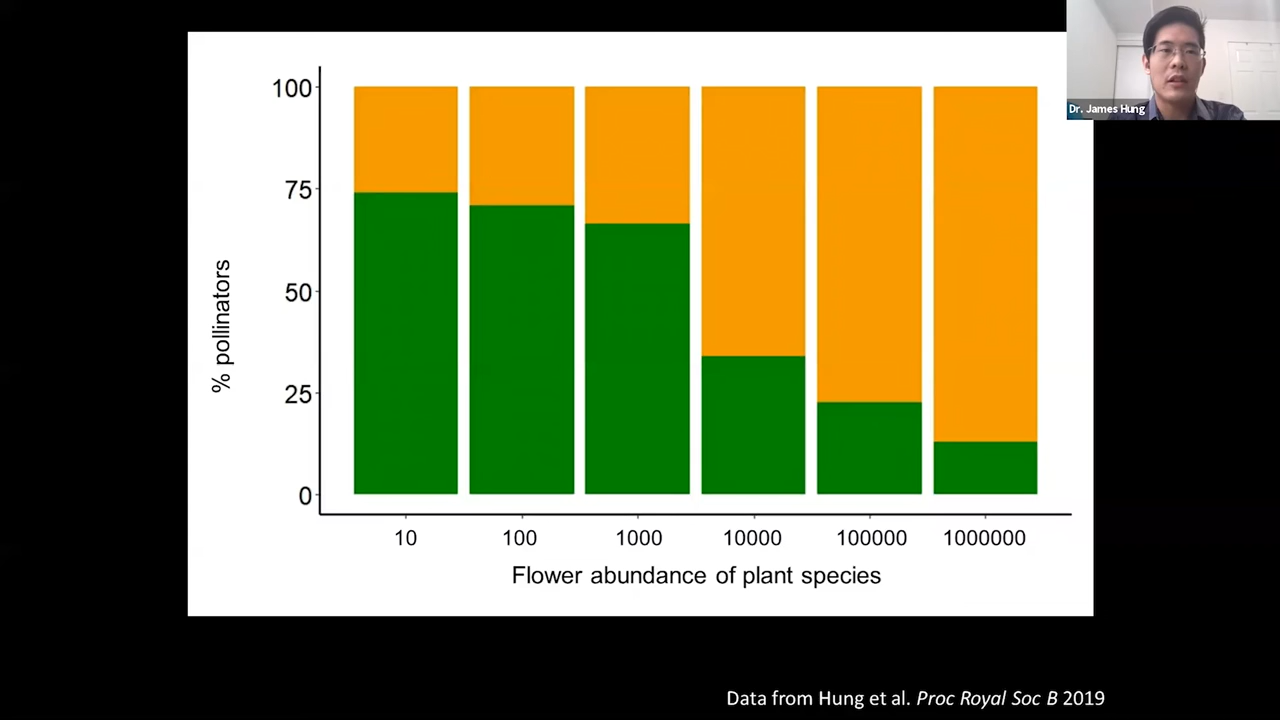 Dr. James Hung
100
75
50
25
0
% pollinators
10 100 1000 10000 100000 1000000
Flower abundance of plant species
Data from Hung et al. Proc Royal Soc B 2019